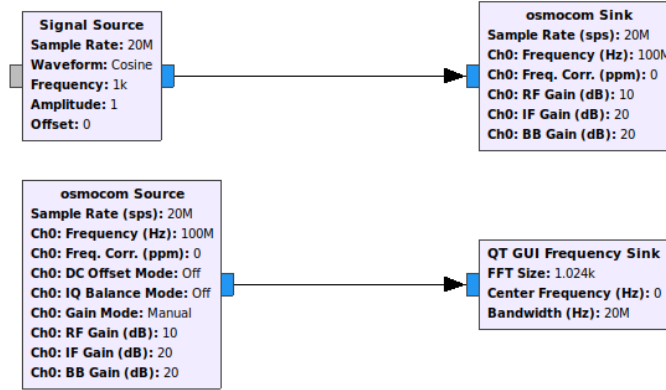 Signal Source
Sample Rate: 20M
Waveform: Cosine
Frequency: 1k
Amplitude: 1
Offset: 0
osmocom Sink
Sample Rate (sps): 20M
Ch0: Frequency (Hz): 100M
Ch0: Freq. Corr. (ppm): 0
Ch0: RF Gain (dB): 10
Ch0: IF Gain (dB): 20
Ch0: BB Gain (dB): 20
osmocom Source
Sample Rate (sps): 20M
Ch0: Frequency (Hz): 100M
Ch0: Freq. Corr. (ppm): 0
Ch0: DC Offset Mode: Off
Ch0: IQ Balance Mode: Off
Ch0: Gain Mode: Manual
Ch0: RF Gain (dB): 10
Ch0: IF Gain (dB): 20
Ch0: BB Gain (dB): 20
QT GUI Frequency Sink
FFT Size: 1.024k
Center Frequency (Hz): 0
Bandwidth (Hz): 20M